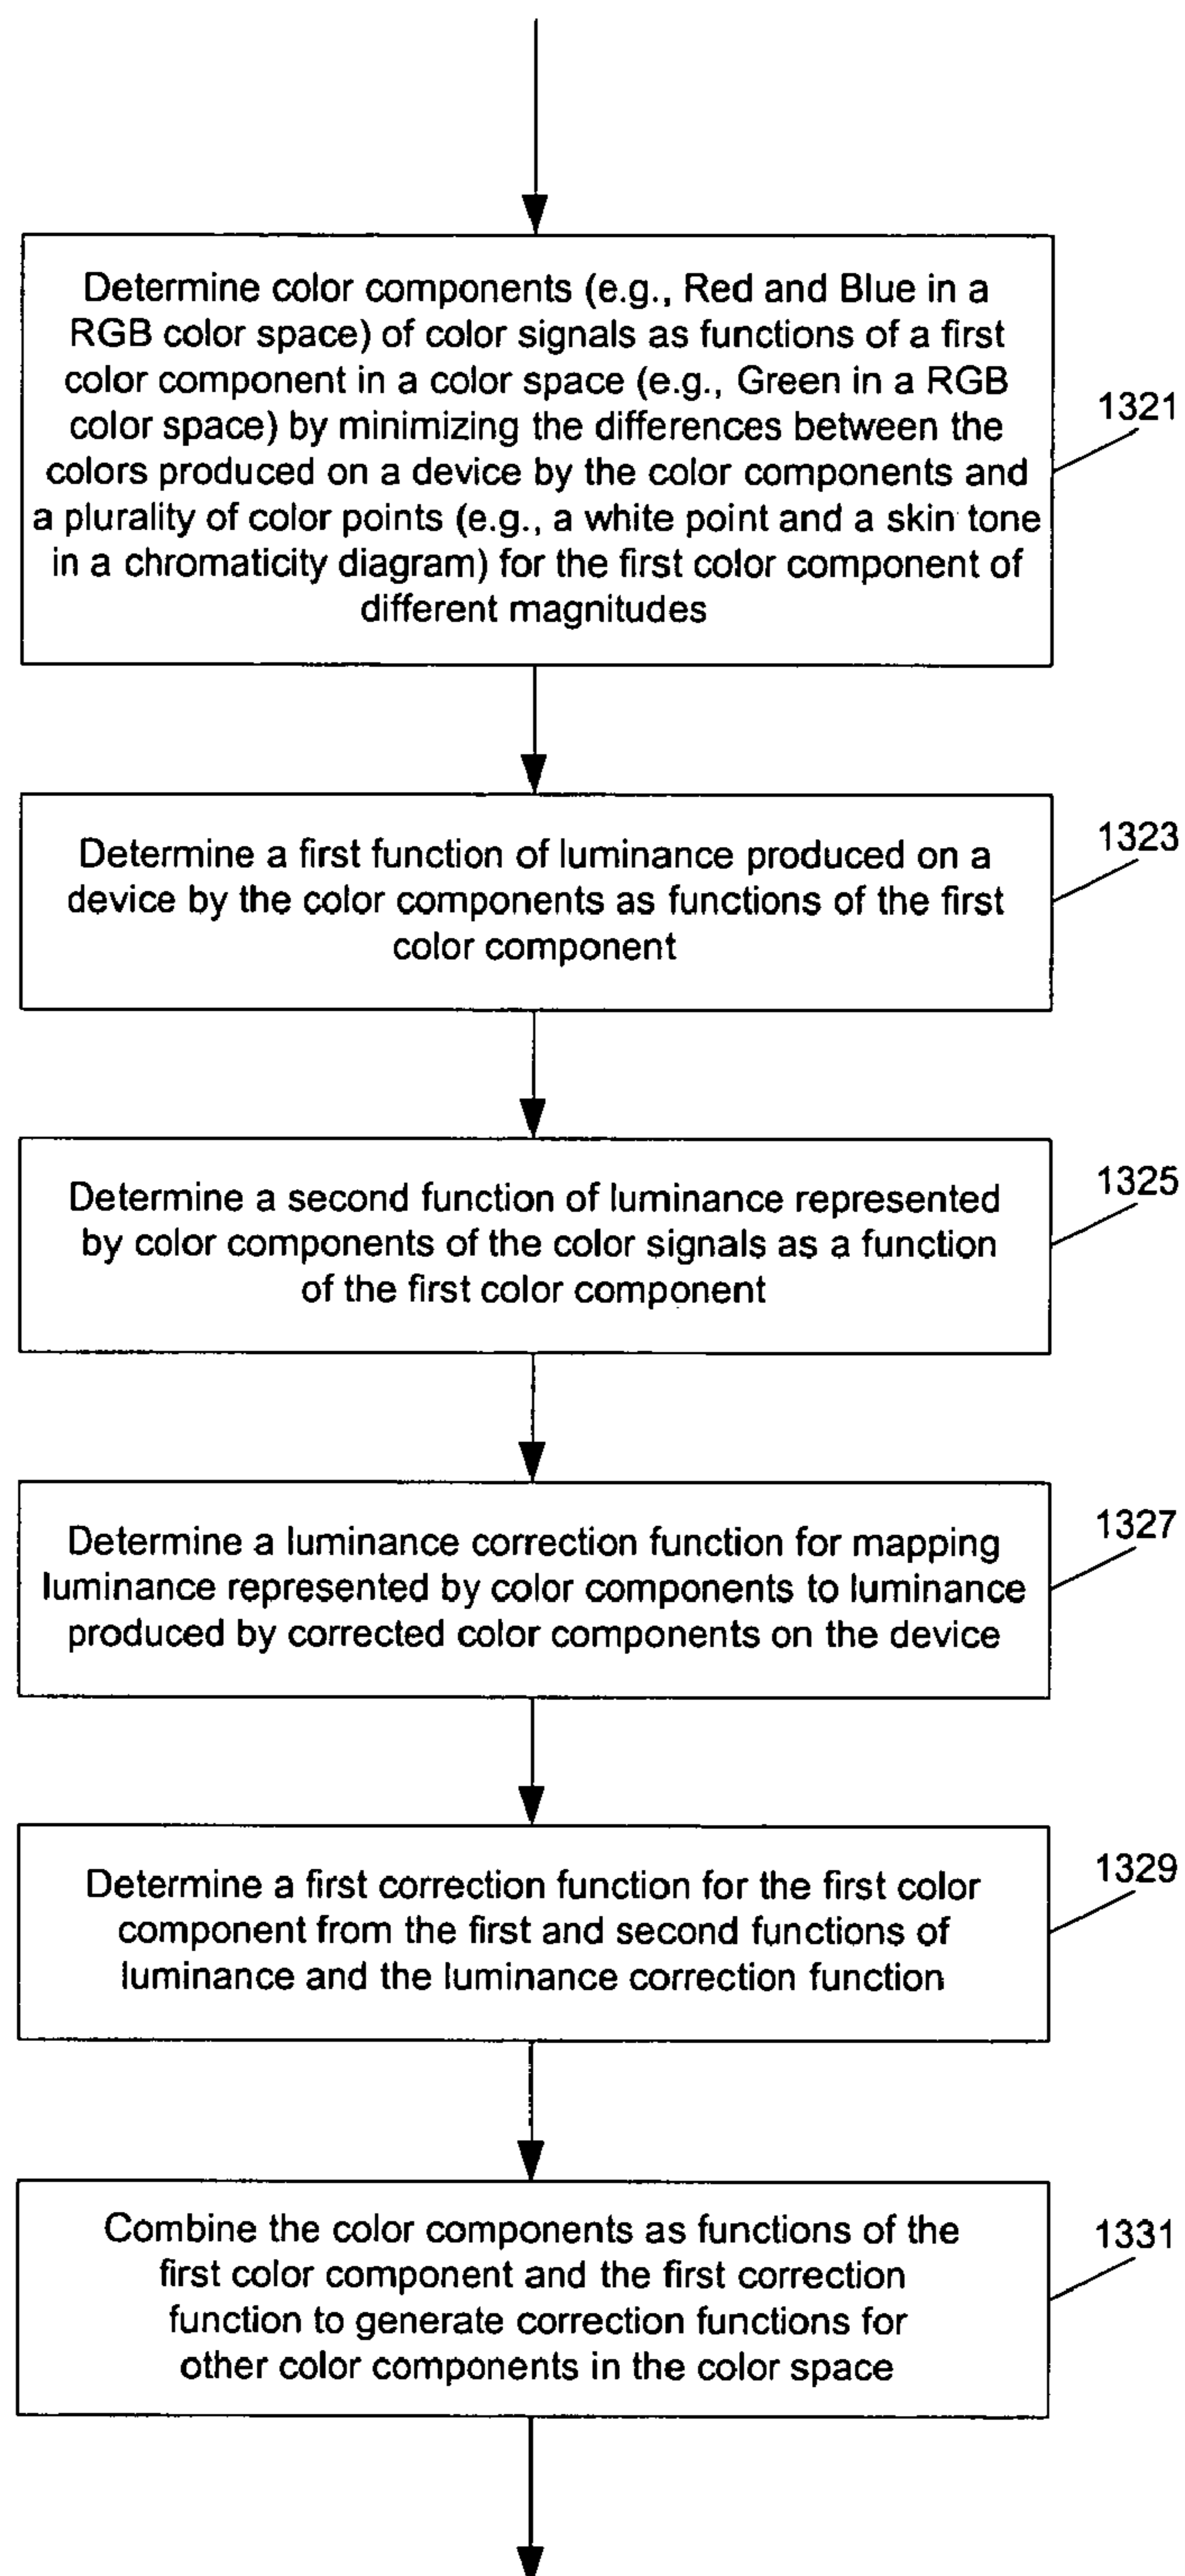 Determine color components (e.g., Red and Blue in a
RGB color space) of color signals as functions of a first
color component in a color space (e.g., Green in a RGB
color space) by minimizing the differences between the
colors produced on a device by the color components and
a plurality of color points (e.g., a white point and a skin tone
in a chromaticity diagram) for the first color component of
different magnitudes
1321
Determine a first function of luminance produced on a
device by the color components as functions of the first
color component
1323
Determine a second function of luminance represented
by color components of the color signals as a function
of the first color component
1325
Determine a luminance correction function for mapping
luminance represented by color components to luminance
produced by corrected color components on the device
1327
Determine a first correction function for the first color
component from the first and second functions of
luminance and the luminance correction function
1329
Combine the color components as functions of the
first color component and the first correction
function to generate correction functions for
other color components in the color space
1331